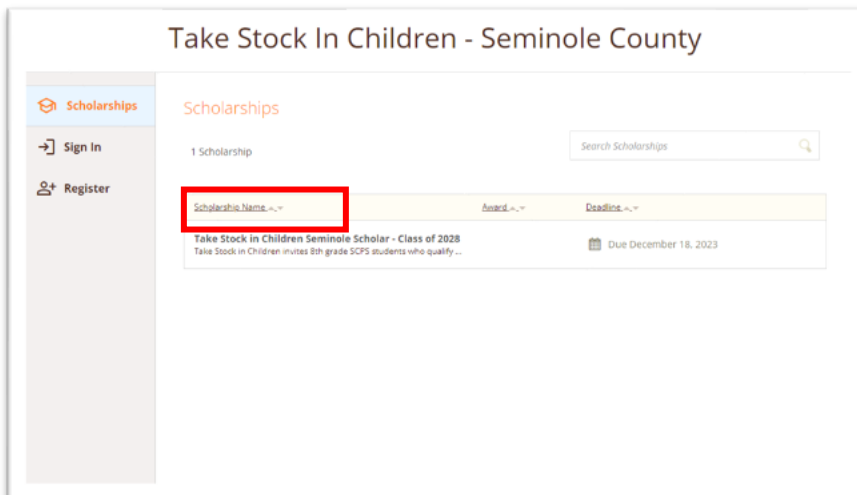 Take Stock In Children - Seminole County
Scholarships
Sign In
Register
Scholarships
1 Scholarship
Search Scholarships
Scholarship Name Award Deadline
Take Stock in Children Seminole Scholar - Class of 2028
Take Stock in Children invites 8th grade SCPS students who qualify ...
Due December 18, 2023